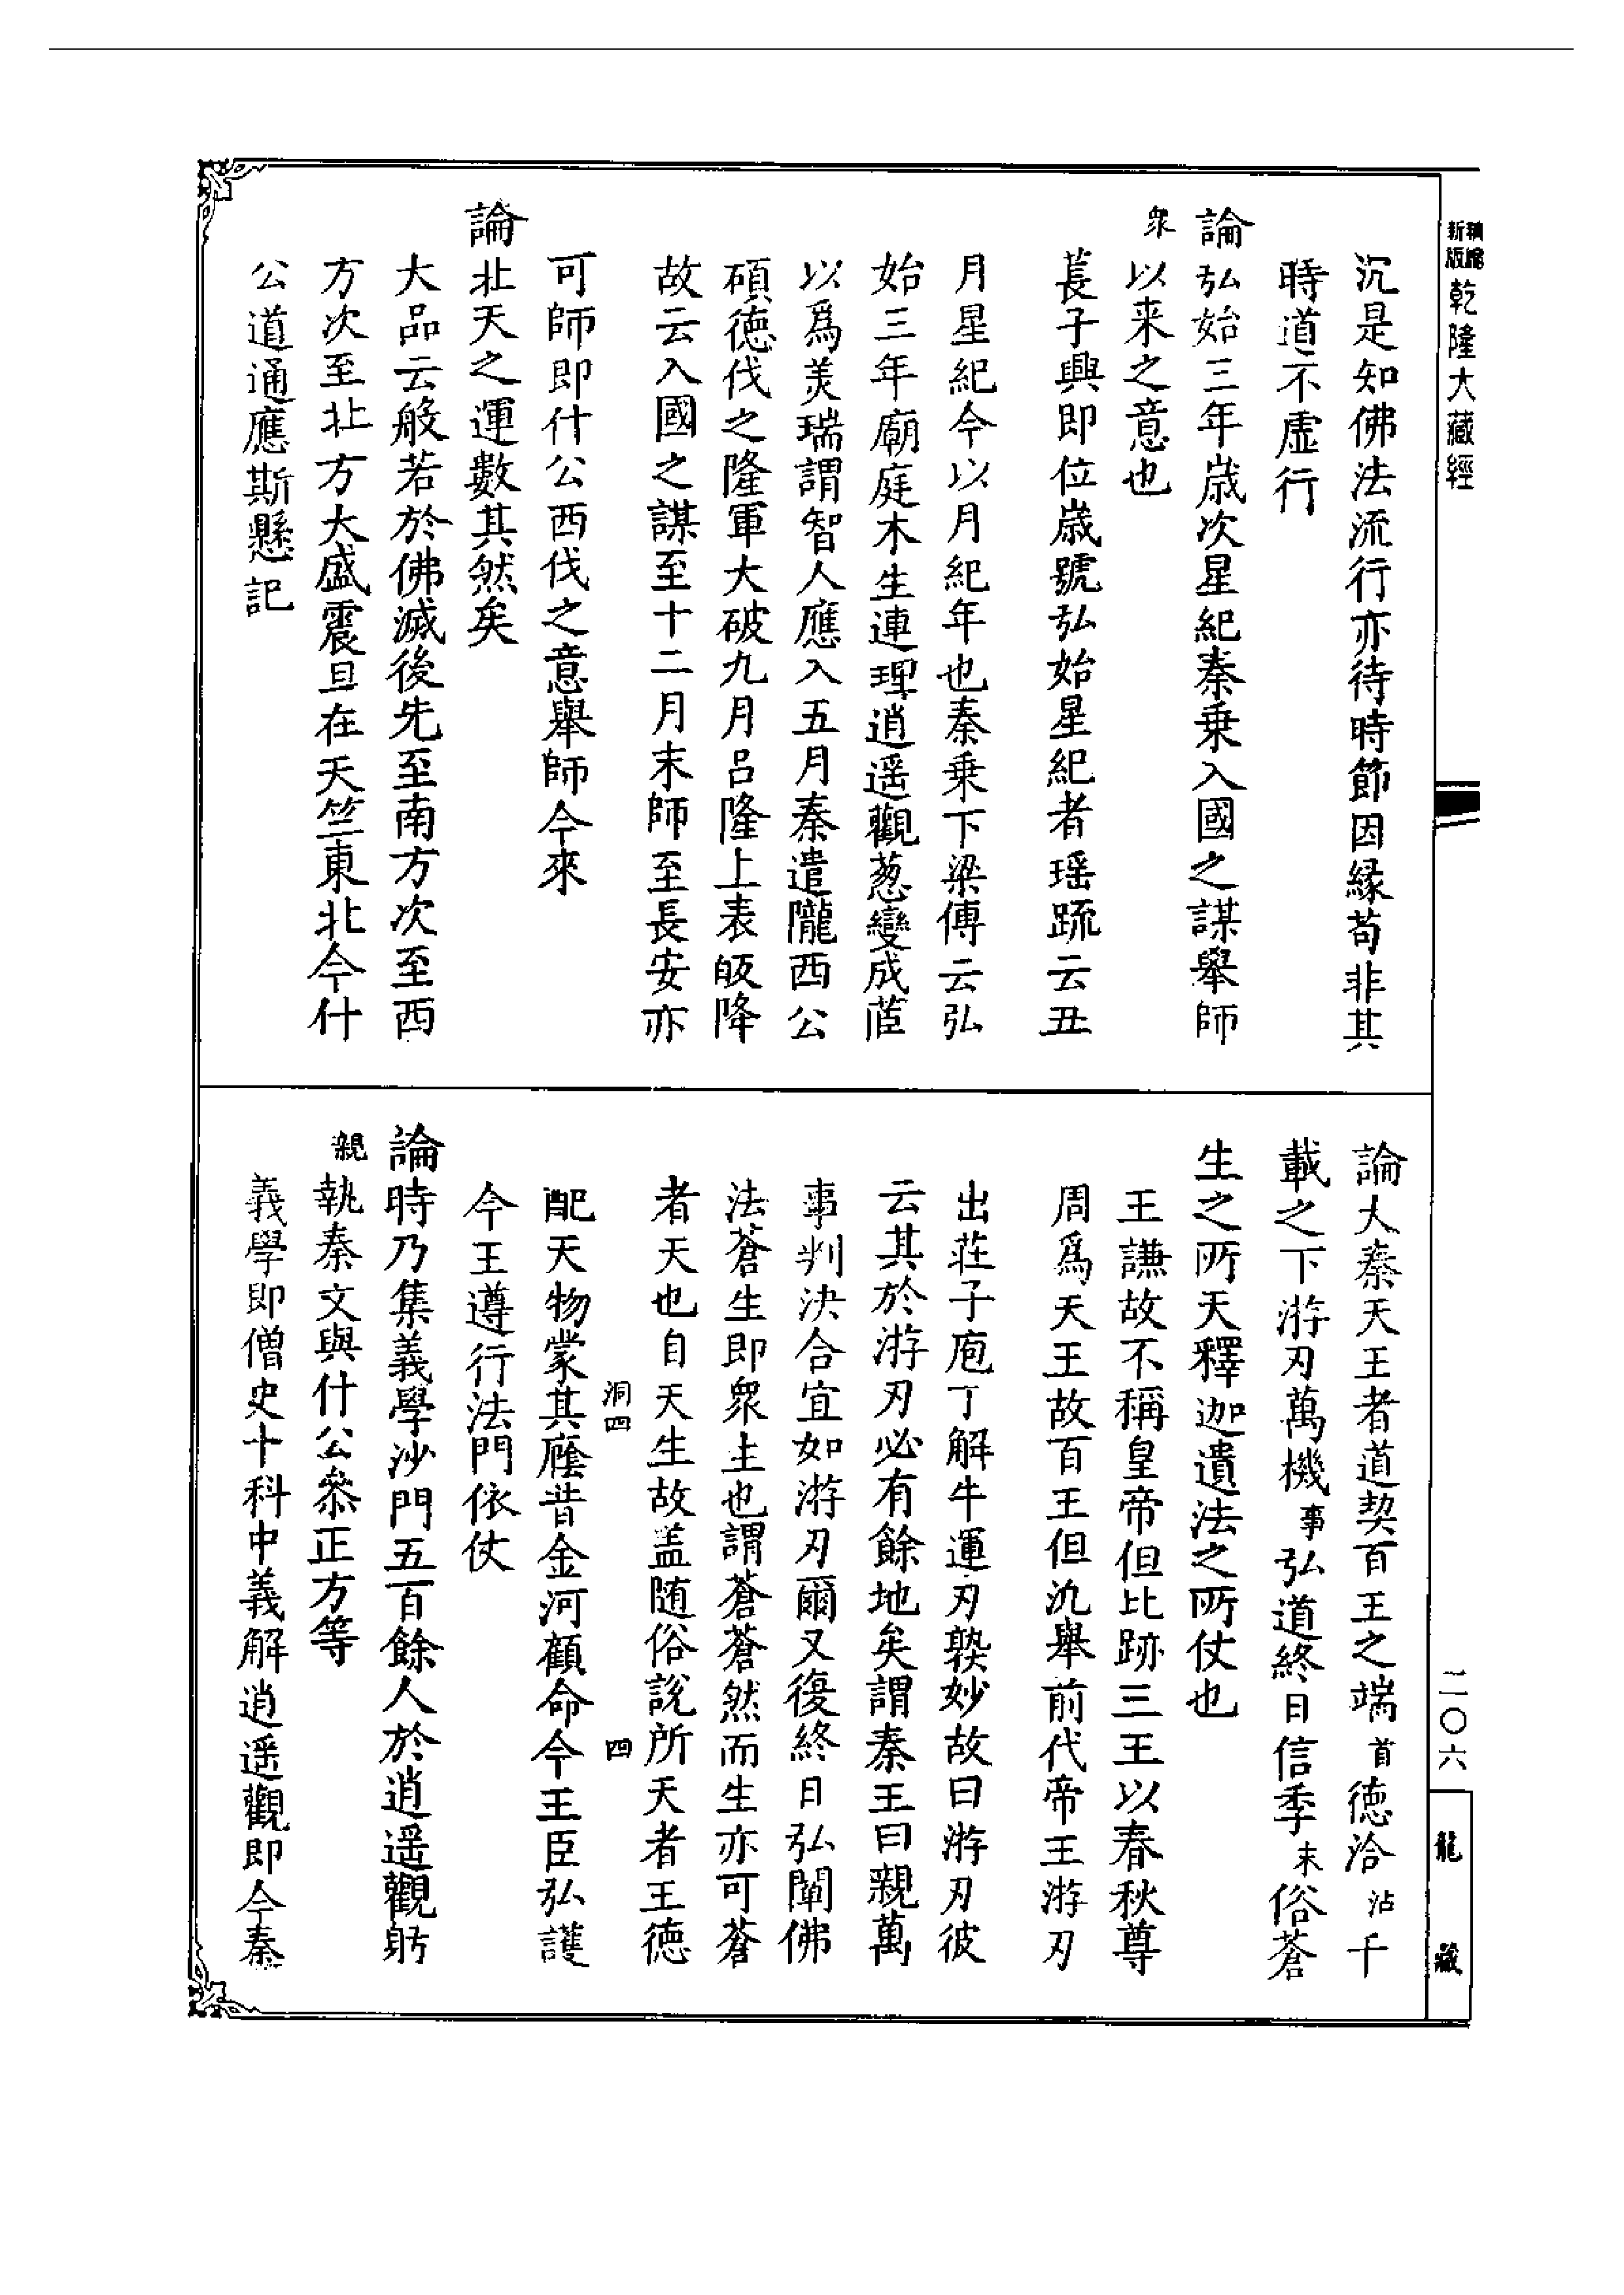 精縮新版乾隆大藏經
沉是知佛法流行亦待時節因縁苟非其
時道不虛行
論弘始三年歲次星紀秦乗入國之謀舉師
衆以来之意也
萇子興即位歲號弘始星紀者瑶䟽云丑
月星紀今以月紀年也秦乗下梁傳云弘
始三年廟庭木生連理逍遥觀葱變成茝
以爲羙瑞謂智人應入五月秦遣隴西公
碩徳伐之隆軍大破九月吕隆上表皈降
故云入國之謀至十二月末師至長安亦
可師即什公西伐之意舉師今來
論北天之運數其然矣
大品云般若於佛滅後先至南方次至西
方次至北方大盛震旦在天竺東北今什
公道通應斯懸記
論大秦天王者道契百王之端首徳洽沾千
載之下游刃萬機事弘道終日信季末俗蒼
生之所天釋迦遺法之所仗也
王謙故不稱皇帝但比跡三王以春秋尊
周爲天王故百王但汎舉前代帝王游刃
出莊子庖丁解牛運刃孰妙故曰游刃彼
云其於游刃必有餘地矣謂秦王曰親萬
事判決合宜如游刃爾又復終日弘闡佛
法蒼生即衆生也謂蒼蒼然而生亦可蒼
者天也自天生故盖随俗說所天者王徳
洞四 四
配天物蒙其廕昔金河顧命令王臣弘護
今王遵行法門依仗
論時乃集義學沙門五百餘人於逍遥觀躬
親執秦文與什公叅正方等
義學即僧史十科中義解逍遥觀即今秦
二〇六
龍藏